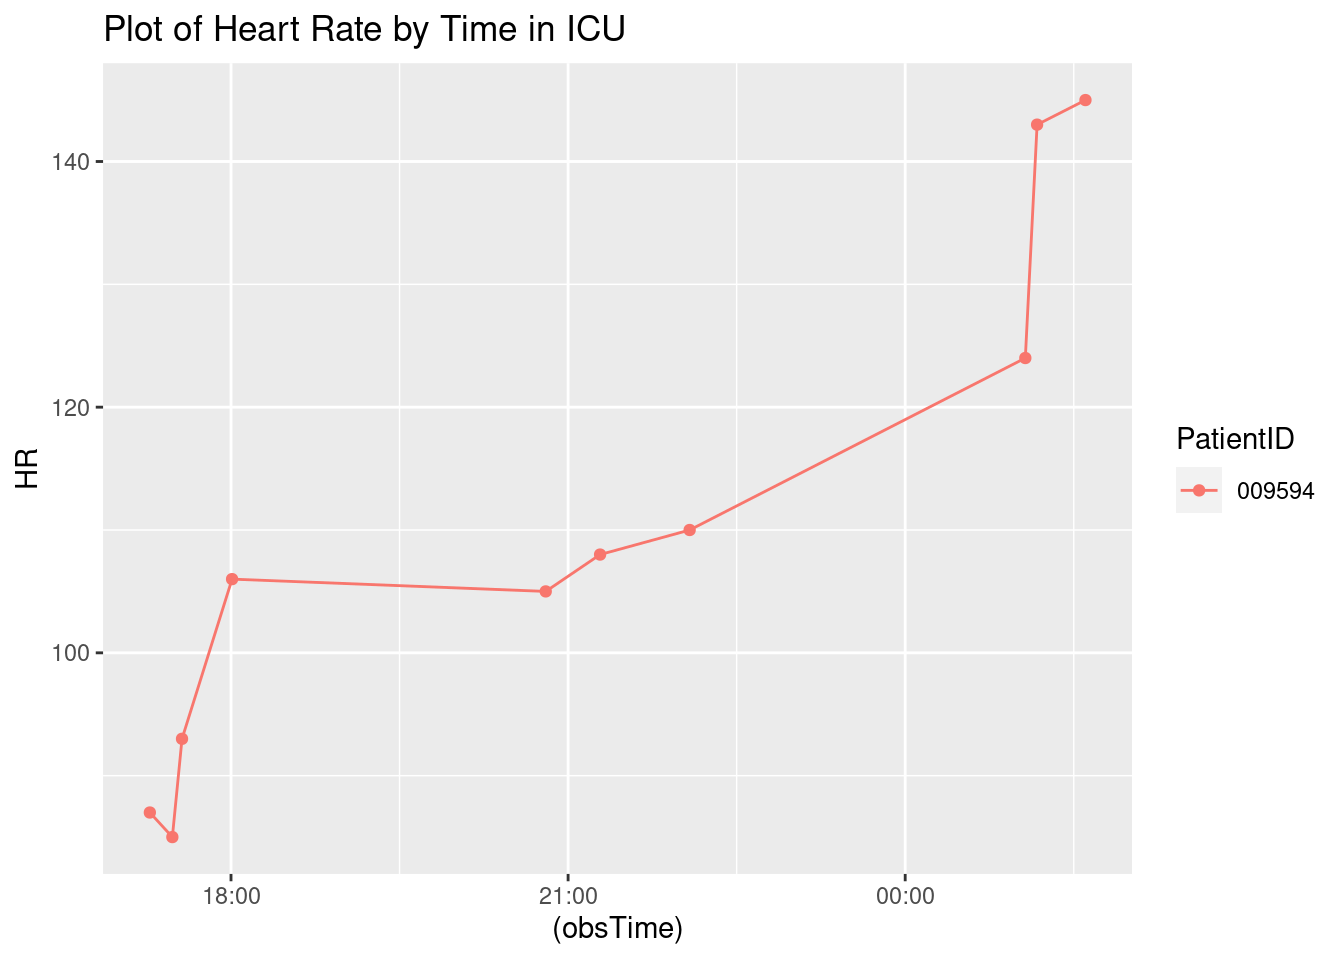 Plot of Heart Rate by Time in ICU
140
120
100
HR
18:00 21:00 00:00
(obsTime)
PatientID
009594